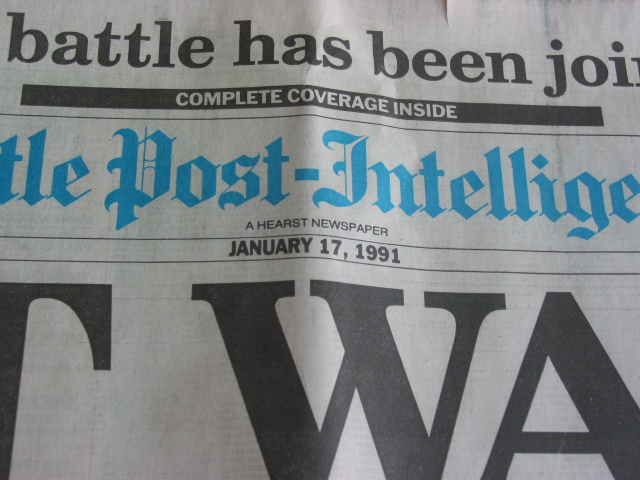 battle has been joi
COMPLETE COVERAGE INSIDE
tle Post-Intellige
A HEARST NEWSPAPER
JANUARY 17, 1991
T WA